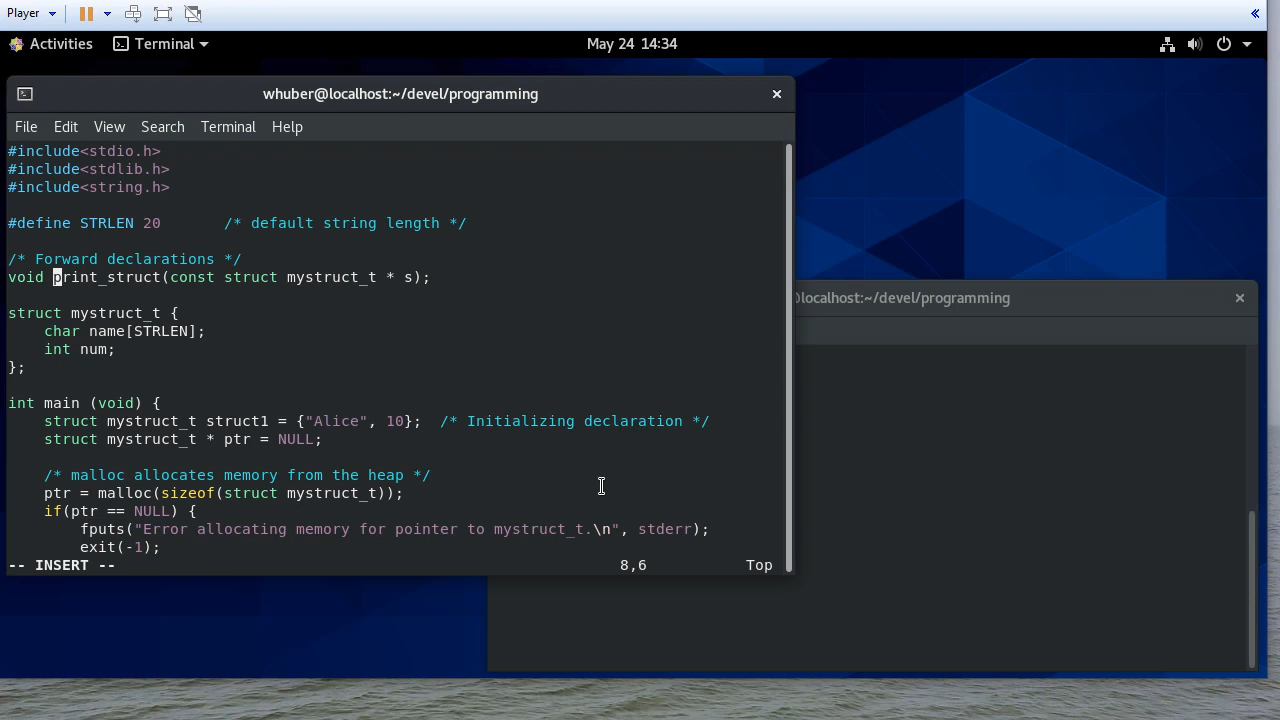 Player
Activities Terminal May 24 14:34
whuber@localhost:~/devel/programming
File Edit View Search Terminal Help
#include<stdio.h>
#include<stdlib.h>
#include<string.h>
#define STRLEN 20 /* default string length */
/* Forward declarations */
void print_struct(const struct mystruct_t * s);
struct mystruct_t {
char name[STRLEN];
int num;
};
int main (void) {
struct mystruct_t struct1 = {"Alice", 10}; /* Initializing declaration */
struct mystruct_t * ptr = NULL;
/* malloc allocates memory from the heap */
ptr = malloc(sizeof(struct mystruct_t));
if(ptr == NULL) {
fputs("Error allocating memory for pointer to mystruct_t.\n", stderr);
exit(-1);
-- INSERT -- 8,6 Top
@localhost:~/devel/programming